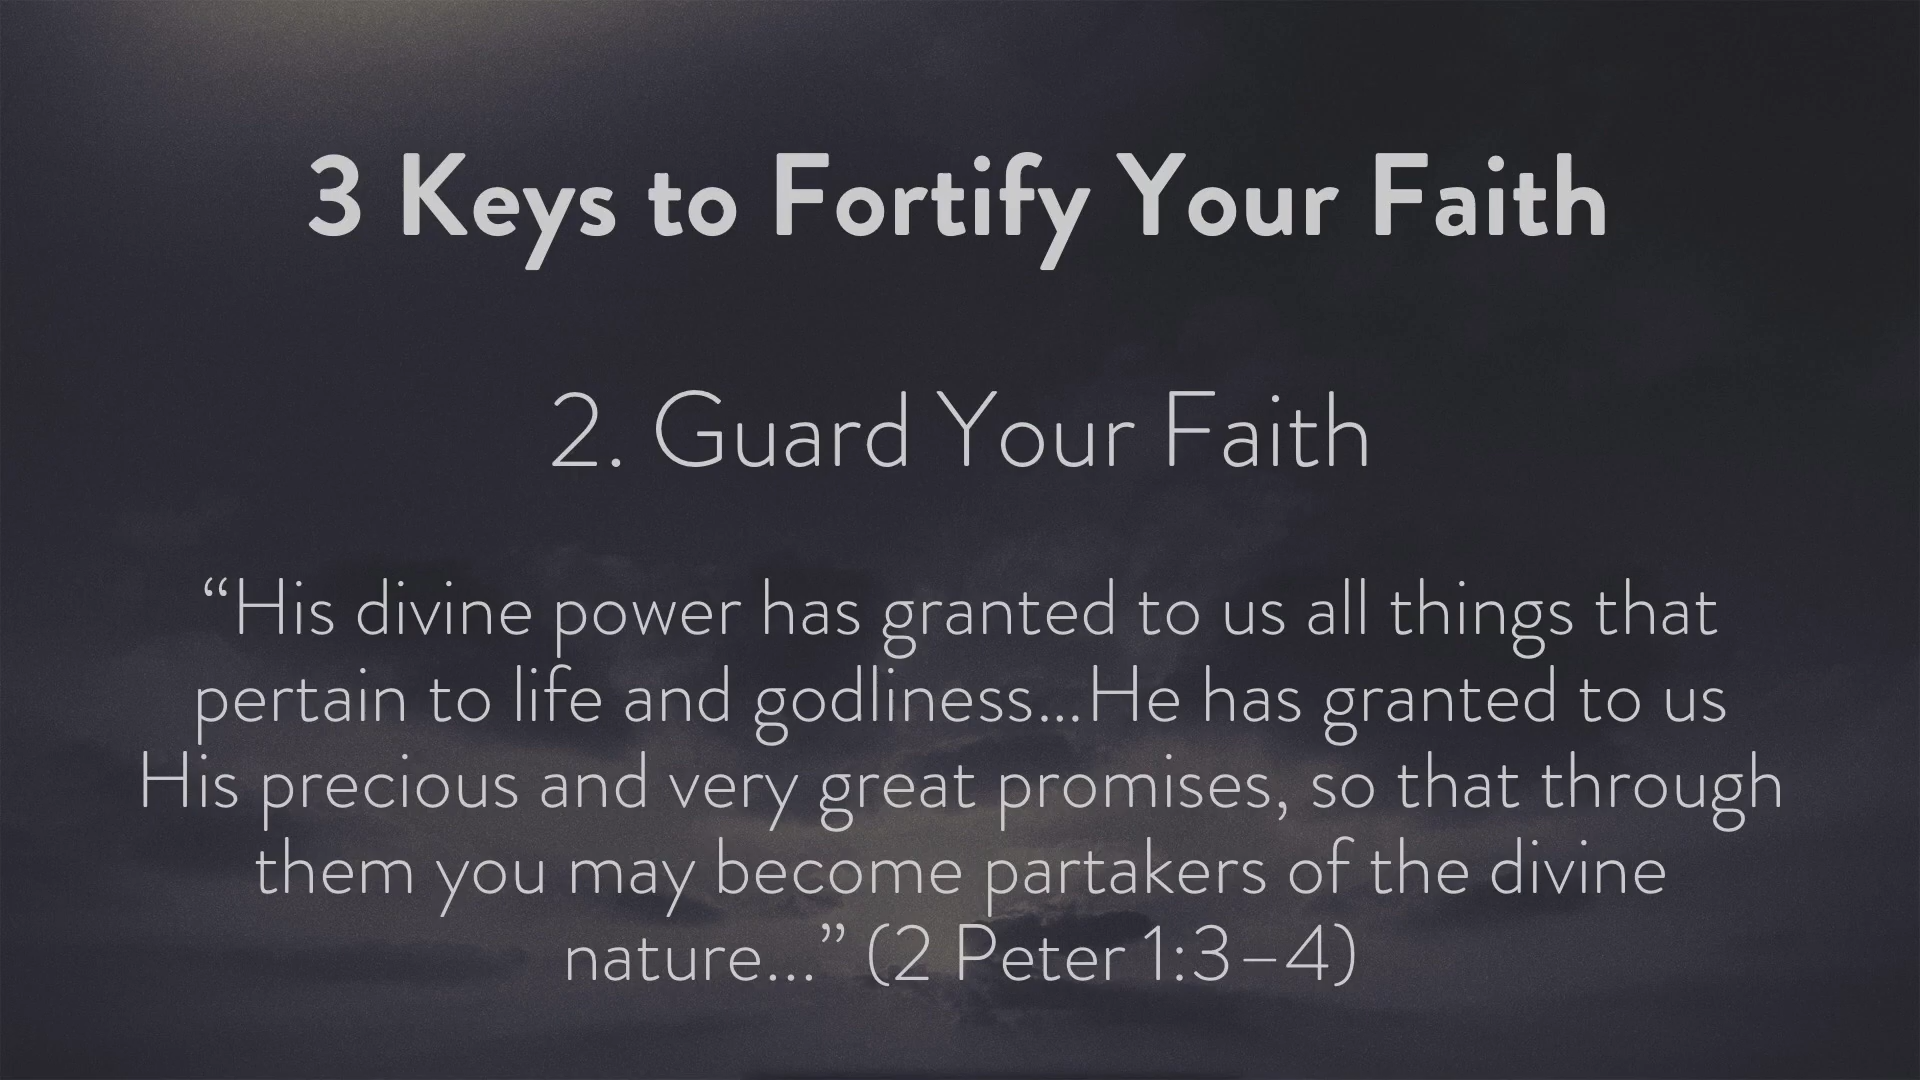 3 Keys to Fortify Your Faith
2. Guard Your Faith
“His divine power has granted to us all things that
pertain to life and godliness...He has granted to us
His precious and very great promises, so that through
them you may become partakers of the divine
nature...” (2 Peter 1:3–4)